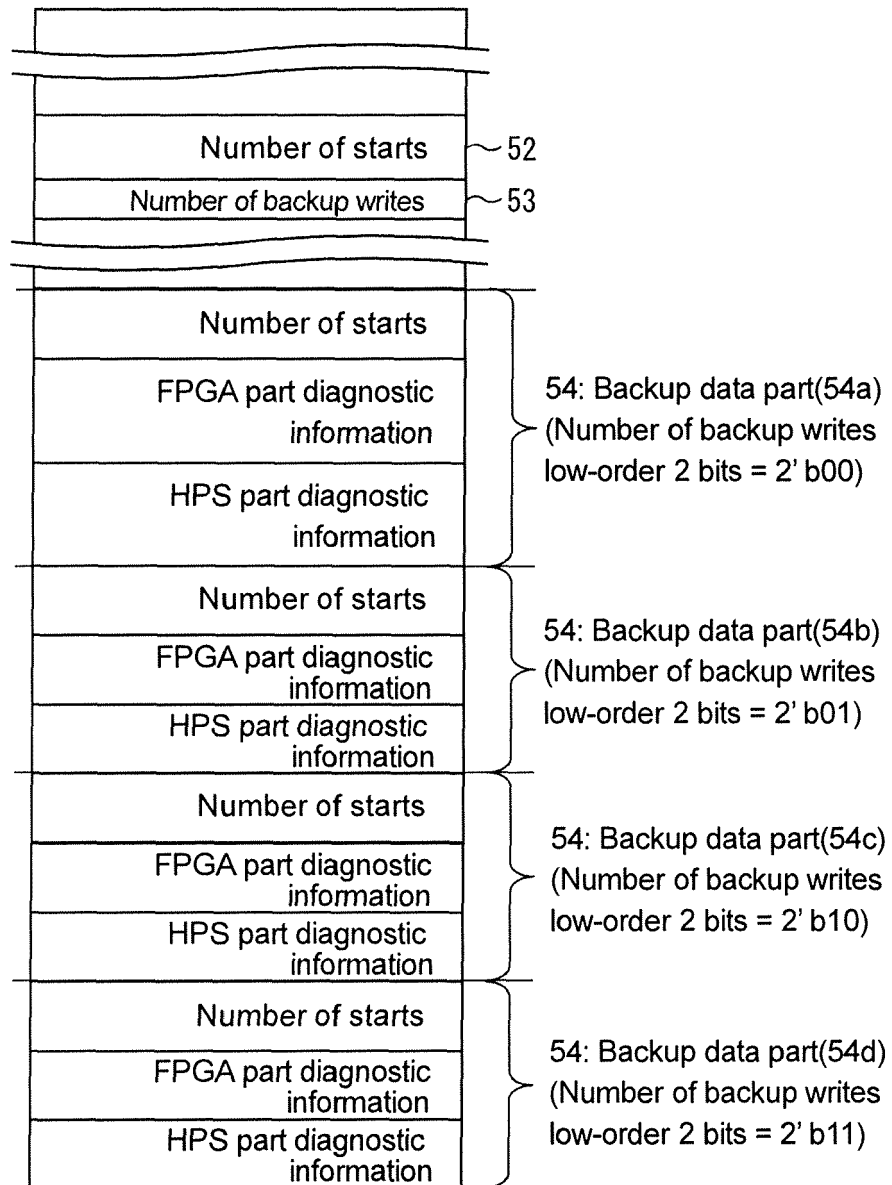 Number of starts
52
Number of backup writes
53
Number of starts
FPGA part diagnostic
information
HPS part diagnostic
information
54: Backup data part(54a)
(Number of backup writes
low-order 2 bits = 2' b00)
Number of starts
FPGA part diagnostic
information
HPS part diagnostic
information
54: Backup data part(54b)
(Number of backup writes
low-order 2 bits = 2' b01)
Number of starts
FPGA part diagnostic
information
HPS part diagnostic
information
54: Backup data part(54c)
(Number of backup writes
low-order 2 bits = 2' b10)
Number of starts
FPGA part diagnostic
information
HPS part diagnostic
information
54: Backup data part(54d)
(Number of backup writes
low-order 2 bits = 2' b11)